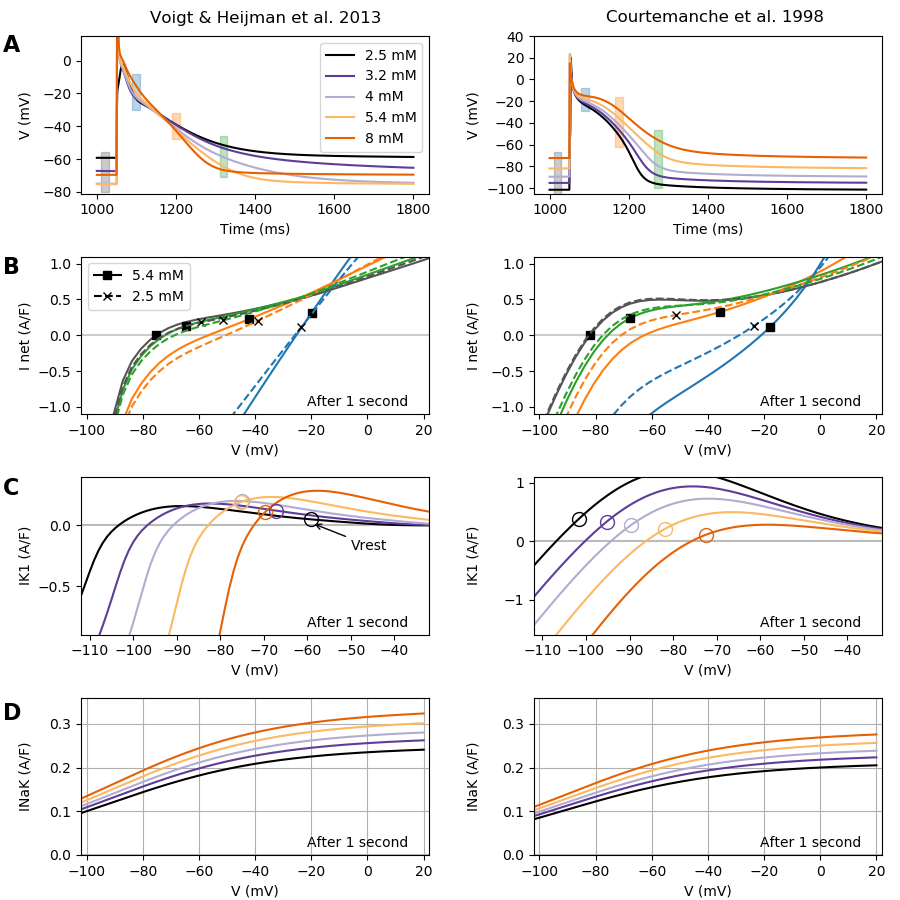 Voigt & Heijman et al. 2013
Courtemanche et al. 1998
A
V (mV)
0
−20
−40
−60
−80
1000
1200
1400
1600
1800
Time (ms)
2.5 mM
3.2 mM
4 mM
5.4 mM
8 mM
V (mV)
40
20
0
−20
−40
−60
−80
−100
1000
1200
1400
1600
1800
Time (ms)
B
I net (A/F)
1.0
0.5
0.0
−0.5
−1.0
5.4 mM
2.5 mM
After 1 second
−100
−80
−60
−40
−20
0
20
V (mV)
I net (A/F)
1.0
0.5
0.0
−0.5
−1.0
After 1 second
−100
−80
−60
−40
−20
0
20
V (mV)
C
IK1 (A/F)
0.0
−0.5
Vrest
After 1 second
−110
−100
−90
−80
−70
−60
−50
−40
V (mV)
IK1 (A/F)
1
0
−1
After 1 second
−110
−100
−90
−80
−70
−60
−50
−40
V (mV)
D
INaK (A/F)
0.3
0.2
0.1
0.0
After 1 second
−100
−80
−60
−40
−20
0
20
V (mV)
INaK (A/F)
0.3
0.2
0.1
0.0
After 1 second
−100
−80
−60
−40
−20
0
20
V (mV)